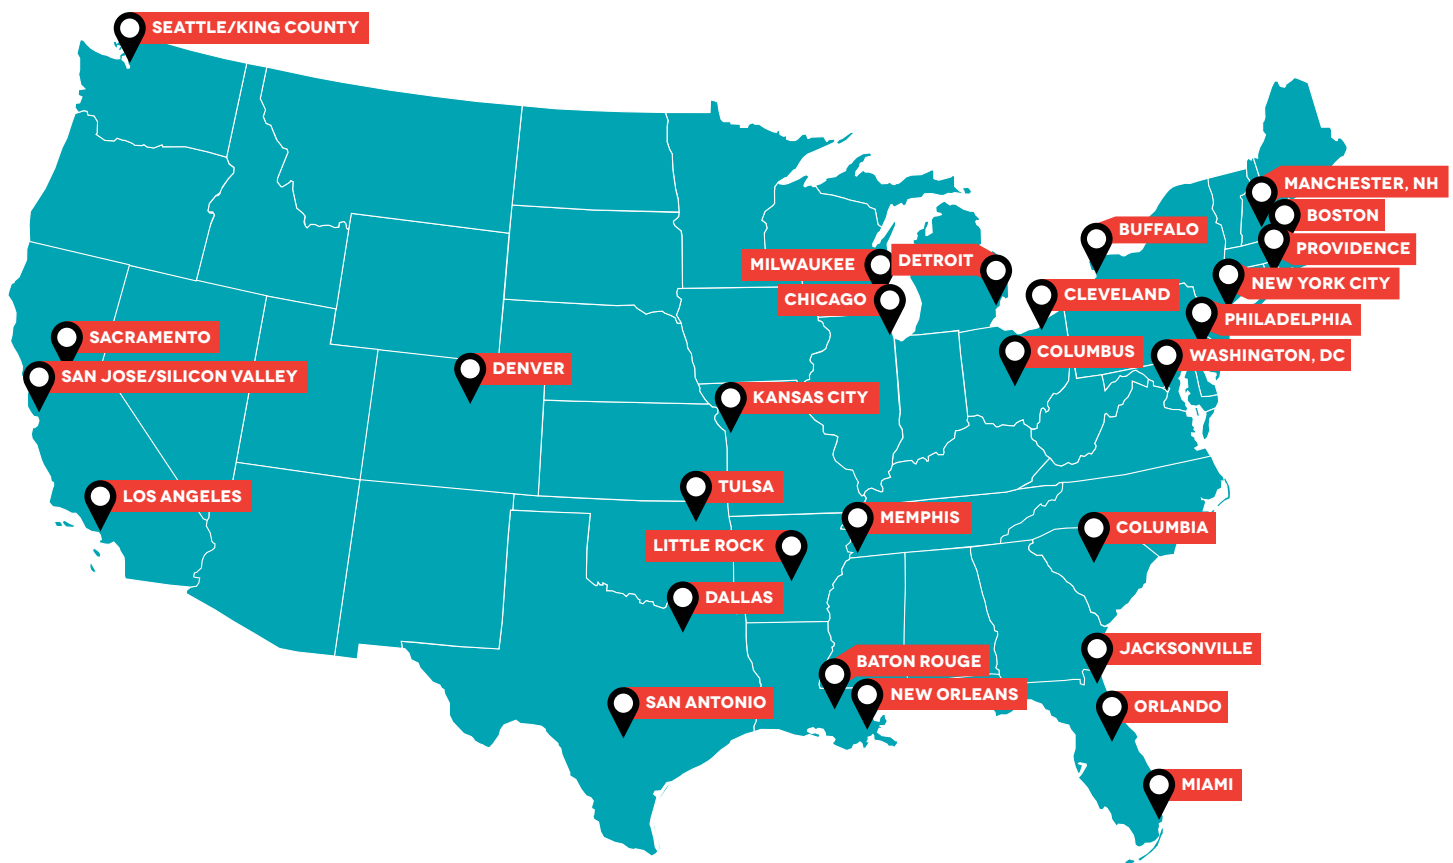 SEATTLE/KING COUNTY
MANCHESTER, NH
BOSTON
BUFFALO
PROVIDENCE
MILWAUKEE
DETROIT
NEW YORK CITY
CHICAGO
CLEVELAND
PHILADELPHIA
SACRAMENTO
COLUMBUS
WASHINGTON, DC
SAN JOSE/SILICON VALLEY
DENVER
KANSAS CITY
TULSA
LOS ANGELES
MEMPHIS
COLUMBIA
LITTLE ROCK
DALLAS
JACKSONVILLE
BATON ROUGE
NEW ORLEANS
SAN ANTONIO
ORLANDO
MIAMI